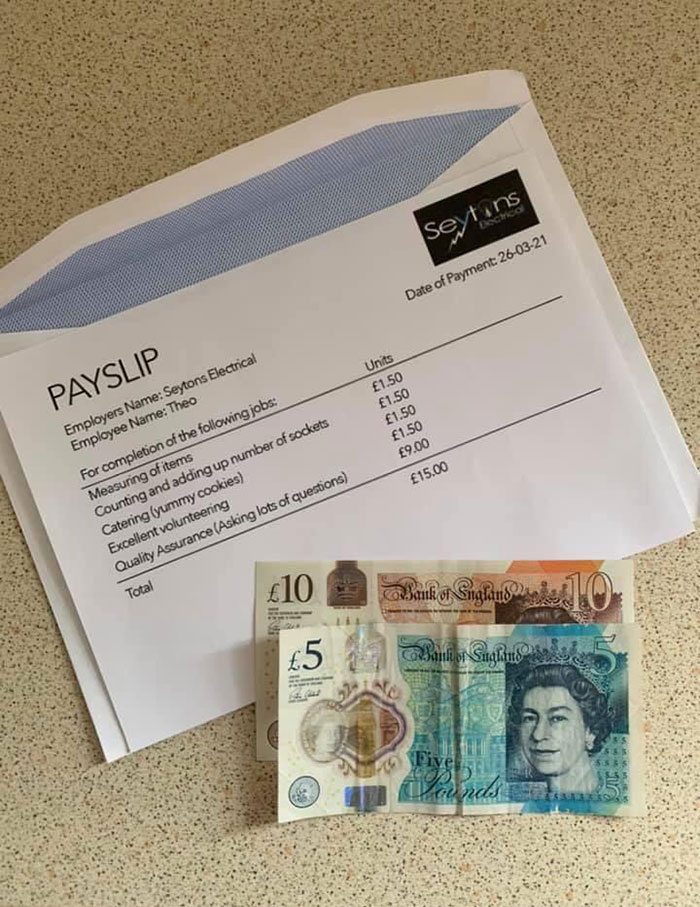 Seytons
Electrical
Date of Payment: 26-03-21
PAYSLIP
Employers Name: Seytons Electrical
Employee Name: Theo
For completion of the following jobs: Units
Measuring of items £1.50
Counting and adding up number of sockets £1.50
Catering (yummy cookies) £1.50
Excellent volunteering £1.50
Quality Assurance (Asking lots of questions) £9.00
Total £15.00
£10 Bank of England 10
£5 Bank of England 5
Five
Pounds
5